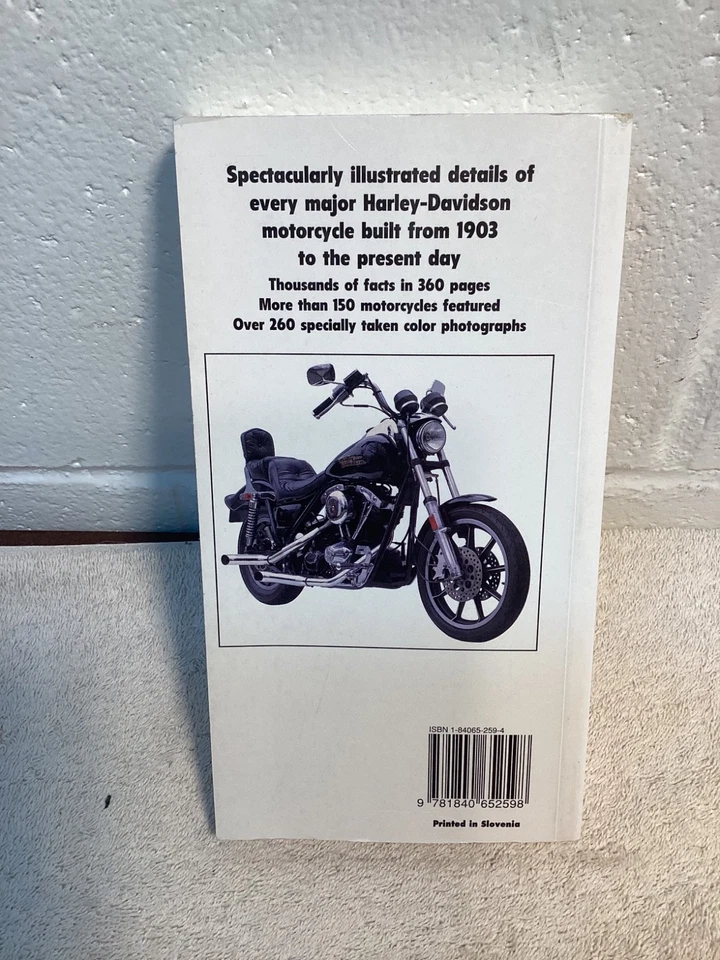 Spectacularly illustrated details of
every major Harley-Davidson
motorcycle built from 1903
to the present day
Thousands of facts in 360 pages
More than 150 motorcycles featured
Over 260 specially taken color photographs
ISBN 1-84065-259-4
9 781840 652598
Printed in Slovenia